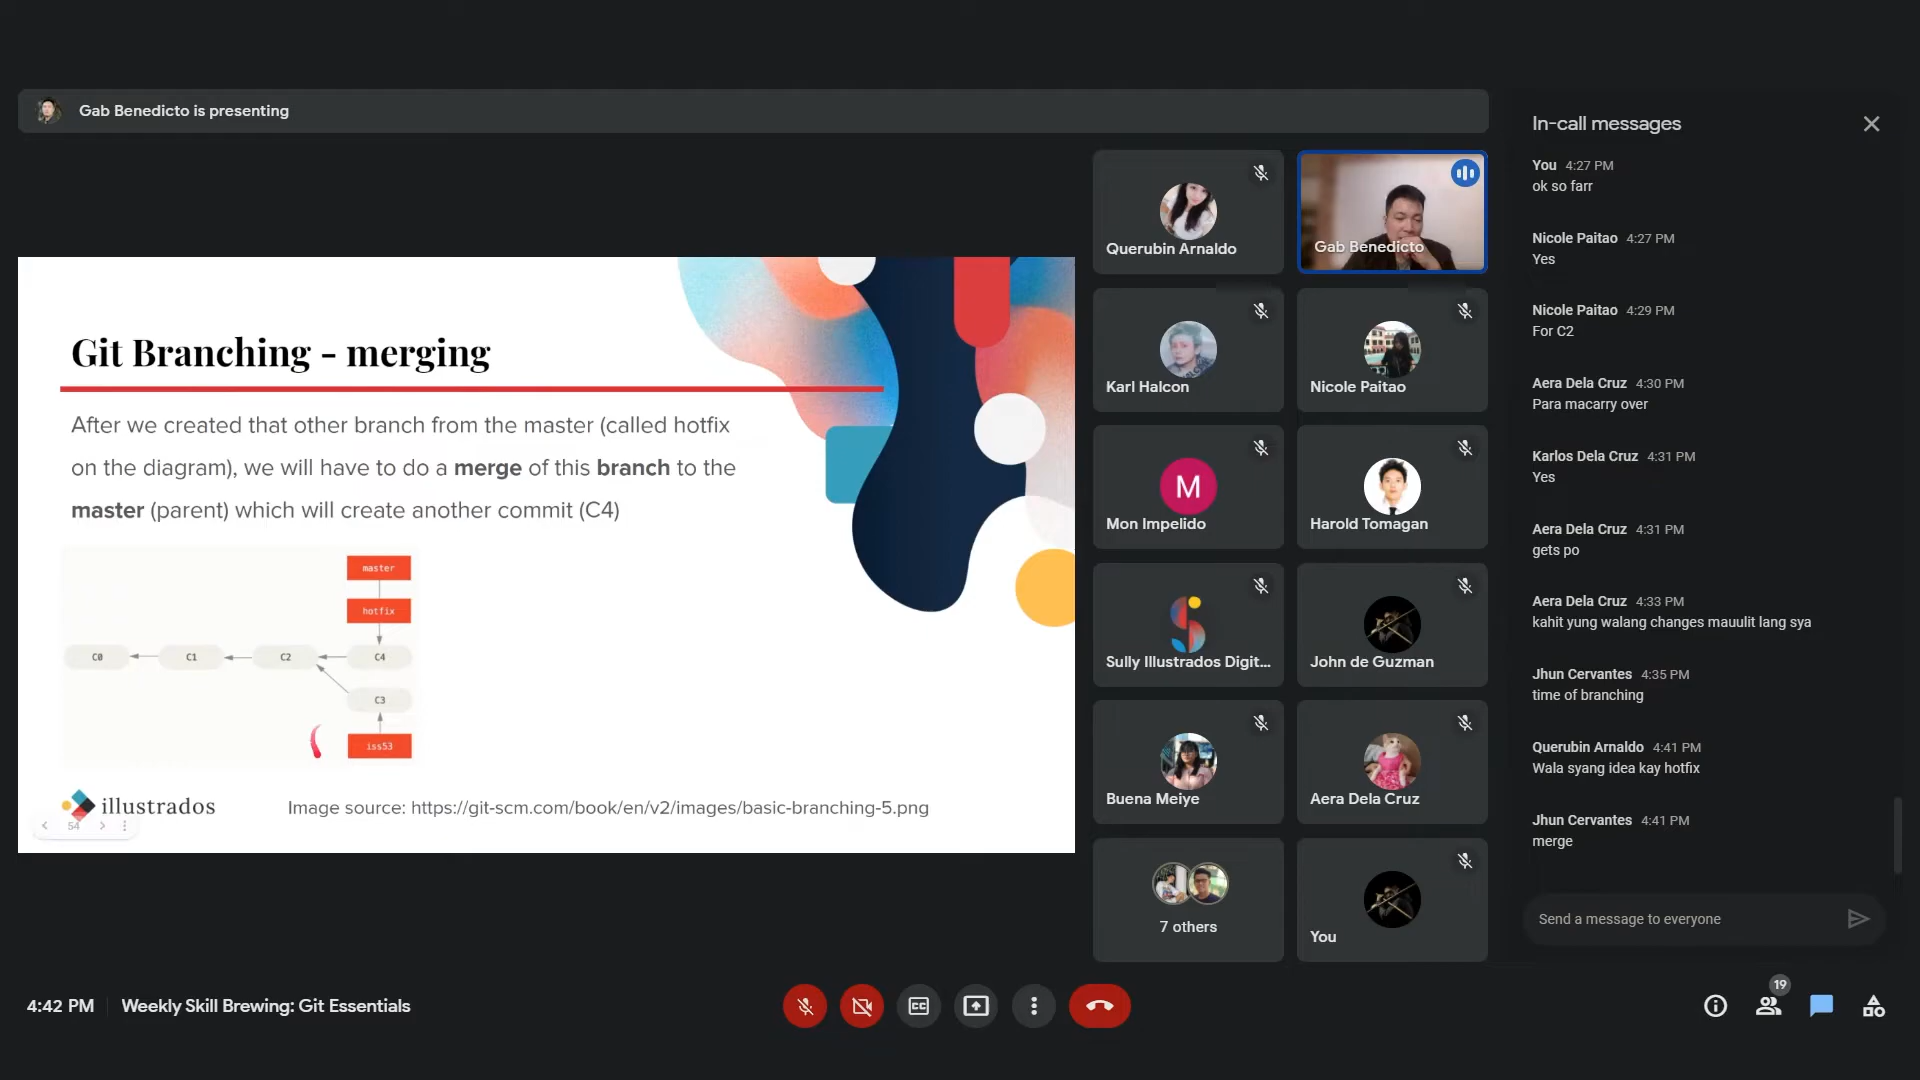 Gab Benedicto is presenting
Git Branching - merging
After we created that other branch from the master (called hotfix
on the diagram), we will have to do a merge of this branch to the
master (parent) which will create another commit (C4)
master
hotfix
C0
C1
C2
C4
C3
iss53
illustrados
Image source: https://git-scm.com/book/en/v2/images/basic-branching-5.png
54
Querubin Arnaldo
Gab Benedicto
Karl Halcon
Nicole Paitao
M
Mon Impelido
Harold Tomagan
Sully Illustrados Digit...
John de Guzman
Buena Meiye
Aera Dela Cruz
7 others
You
In-call messages
You 4:27 PM
ok so farr
Nicole Paitao 4:27 PM
Yes
Nicole Paitao 4:29 PM
For C2
Aera Dela Cruz 4:30 PM
Para macarry over
Karlos Dela Cruz 4:31 PM
Yes
Aera Dela Cruz 4:31 PM
gets po
Aera Dela Cruz 4:33 PM
kahit yung walang changes mauulit lang sya
Jhun Cervantes 4:35 PM
time of branching
Querubin Arnaldo 4:41 PM
Wala syang idea kay hotfix
Jhun Cervantes 4:41 PM
merge
Send a message to everyone
4:42 PM
Weekly Skill Brewing: Git Essentials
CC
19